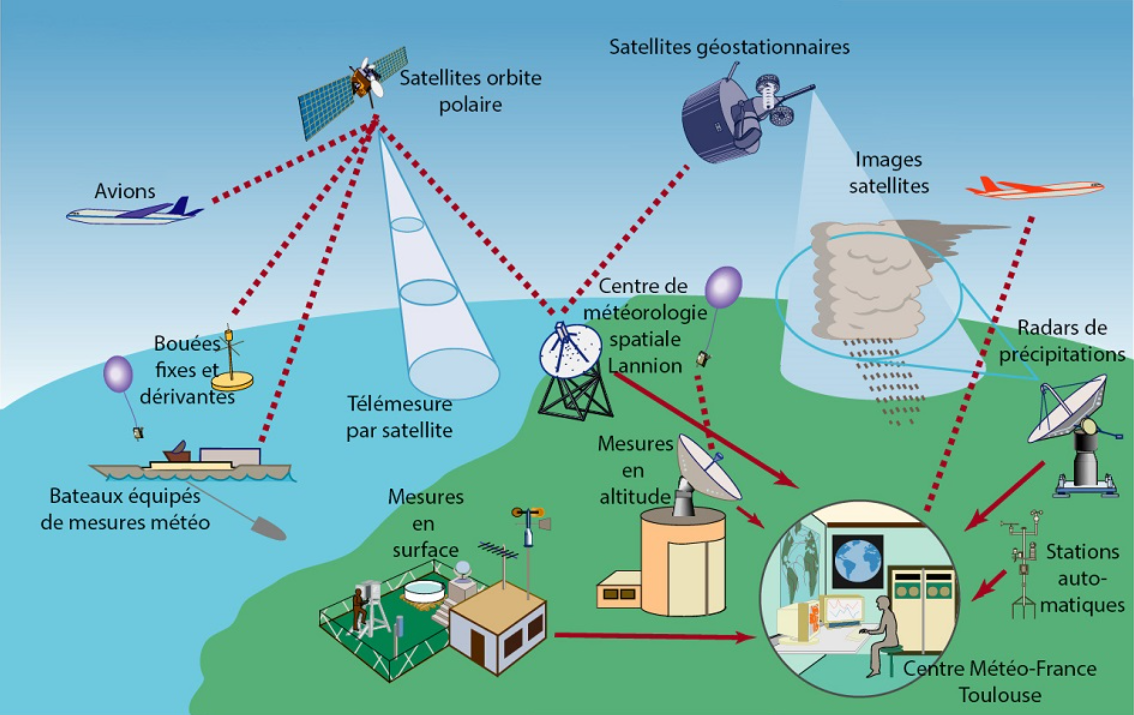 Satellites géostationnaires
Satellites orbite
polaire
Images
satellites
Avions
Centre de
météorologie
spatiale
Lannion
Radars de
précipitations
Bouées
fixes et
dérivantes
Télémesure
par satellite
Mesures
en
altitude
Bateaux équipés
de mesures météo
Mesures
en
surface
Stations
auto-
matiques
Centre Météo-France
Toulouse